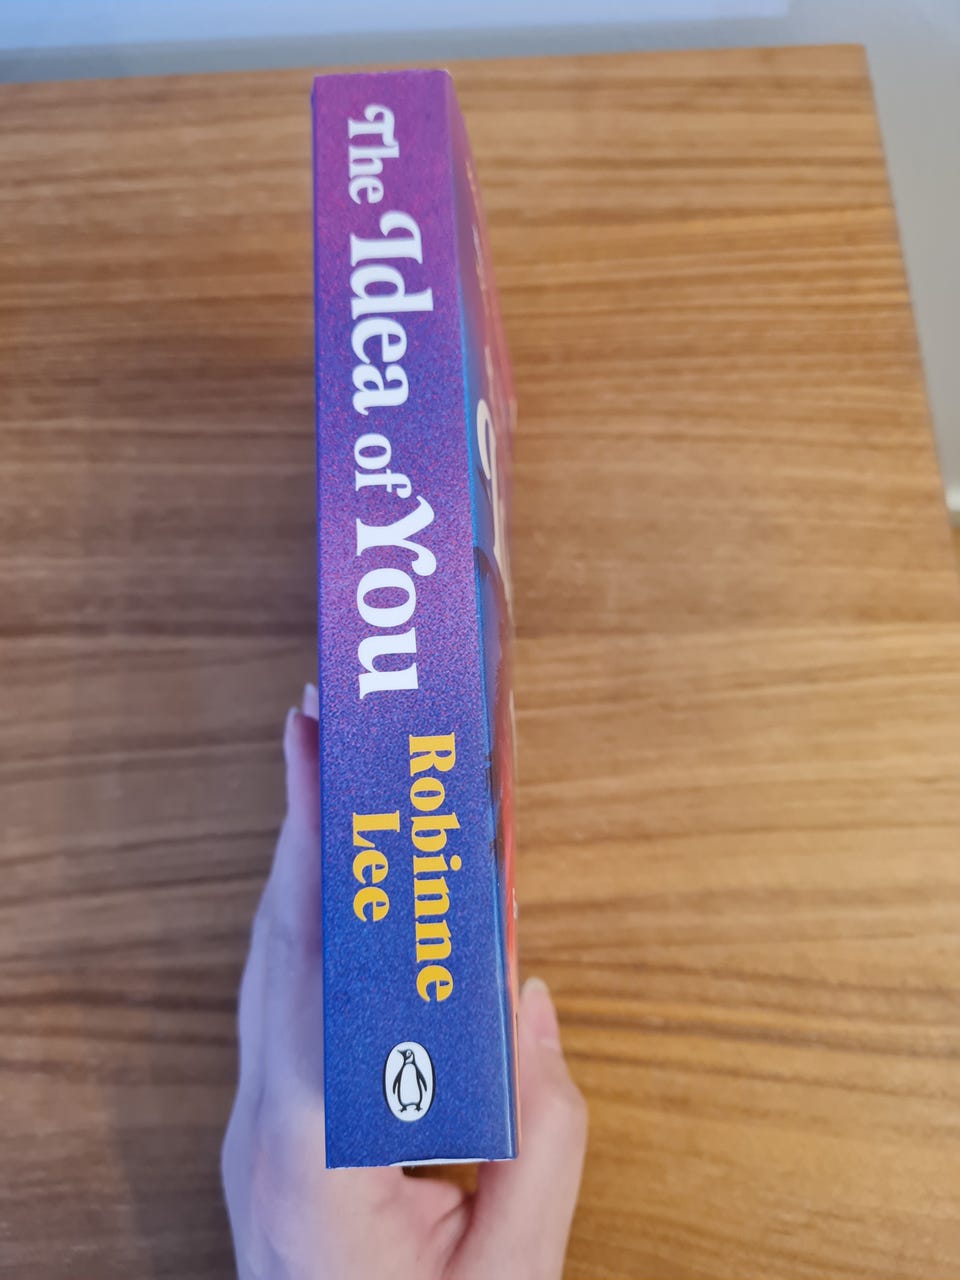 The Idea of You
Robinne
Lee